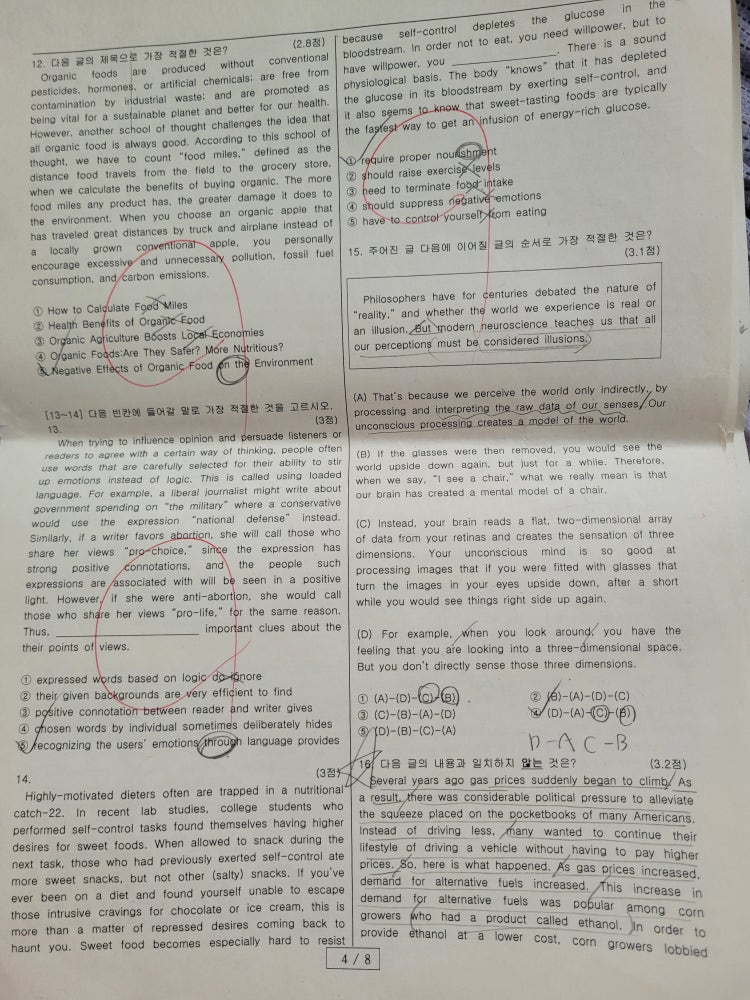 12. 다음 글의 제목으로 가장 적절한 것은? (2.8점)
Organic foods are produced without conventional
pesticides, hormones, or artificial chemicals; are free from
contamination by industrial waste; and are promoted as
being vital for a sustainable planet and better for our health.
However, another school of thought challenges the idea that
all organic food is always good. According to this school of
thought, we have to count "food miles," defined as the
distance food travels from the field to the grocery store,
when we calculate the benefits of buying organic. The more
food miles any product has, the greater damage it does to
the environment. When you choose an organic apple that
has traveled great distances by truck and airplane instead of
a locally grown conventional apple, you personally
encourage excessive and unnecessary pollution, fossil fuel
consumption, and carbon emissions.
① How to Calculate Food Miles
② Health Benefits of Organic Food
③ Organic Agriculture Boosts Local Economies
④ Organic Foods:Are They Safer? More Nutritious?
⑤ Negative Effects of Organic Food on the Environment
[13~14] 다음 빈칸에 들어갈 말로 가장 적절한 것을 고르시오.
13. (3점)
When trying to influence opinion and persuade listeners or
readers to agree with a certain way of thinking, people often
use words that are carefully selected for their ability to stir
up emotions instead of logic. This is called using loaded
language. For example, a liberal journalist might write about
government spending on "the military" where a conservative
would use the expression "national defense" instead.
Similarly, if a writer favors abortion, she will call those who
share her views "pro-choice," since the expression has
strong positive connotations, and the people such
expressions are associated with will be seen in a positive
light. However, if she were anti-abortion, she would call
those who share her views "pro-life," for the same reason.
Thus, ____________________ important clues about the
their points of views.
① expressed words based on logic do ignore
② their given backgrounds are very efficient to find
③ positive connotation between reader and writer gives
④ chosen words by individual sometimes deliberately hides
⑤ recognizing the users' emotions through language provides
14. (3점)
Highly-motivated dieters often are trapped in a nutritional
catch-22. In recent lab studies, college students who
performed self-control tasks found themselves having higher
desires for sweet foods. When allowed to snack during the
next task, those who had previously exerted self-control ate
more sweet snacks, but not other (salty) snacks. If you've
ever been on a diet and found yourself unable to escape
those intrusive cravings for chocolate or ice cream, this is
more than a matter of repressed desires coming back to
haunt you. Sweet food becomes especially hard to resist
because self-control depletes the glucose in the
bloodstream. In order not to eat, you need willpower, but to
have willpower, you ____________________. There is a sound
physiological basis. The body "knows" that it has depleted
the glucose in its bloodstream by exerting self-control, and
it also seems to know that sweet-tasting foods are typically
the fastest way to get an infusion of energy-rich glucose.
① require proper nourishment
② should raise exercise levels
③ need to terminate food intake
④ should suppress negative emotions
⑤ have to control yourself from eating
15. 주어진 글 다음에 이어질 글의 순서로 가장 적절한 것은?
(3.1점)
Philosophers have for centuries debated the nature of
"reality," and whether the world we experience is real or
an illusion. But modern neuroscience teaches us that all
our perceptions must be considered illusions.
(A) That's because we perceive the world only indirectly, by
processing and interpreting the raw data of our senses. Our
unconscious processing creates a model of the world.
(B) If the glasses were then removed, you would see the
world upside down again, but just for a while. Therefore,
when we say, "I see a chair," what we really mean is that
our brain has created a mental model of a chair.
(C) Instead, your brain reads a flat, two-dimensional array
of data from your retinas and creates the sensation of three
dimensions. Your unconscious mind is so good at
processing images that if you were fitted with glasses that
turn the images in your eyes upside down, after a short
while you would see things right side up again.
(D) For example, when you look around, you have the
feeling that you are looking into a three-dimensional space.
But you don't directly sense those three dimensions.
① (A)-(D)-(C)-(B) ② (B)-(A)-(D)-(C)
③ (C)-(B)-(A)-(D) ④ (D)-(A)-(C)-(B)
⑤ (D)-(B)-(C)-(A)
D-A C-B
16. 다음 글의 내용과 일치하지 않는 것은? (3.2점)
Several years ago gas prices suddenly began to climb. As
a result, there was considerable political pressure to alleviate
the squeeze placed on the pocketbooks of many Americans.
Instead of driving less, many wanted to continue their
lifestyle of driving a vehicle without having to pay higher
prices. So, here is what happened. As gas prices increased,
demand for alternative fuels increased. This increase in
demand for alternative fuels was popular among corn
growers who had a product called ethanol. In order to
provide ethanol at a lower cost, corn growers lobbied
4 / 8